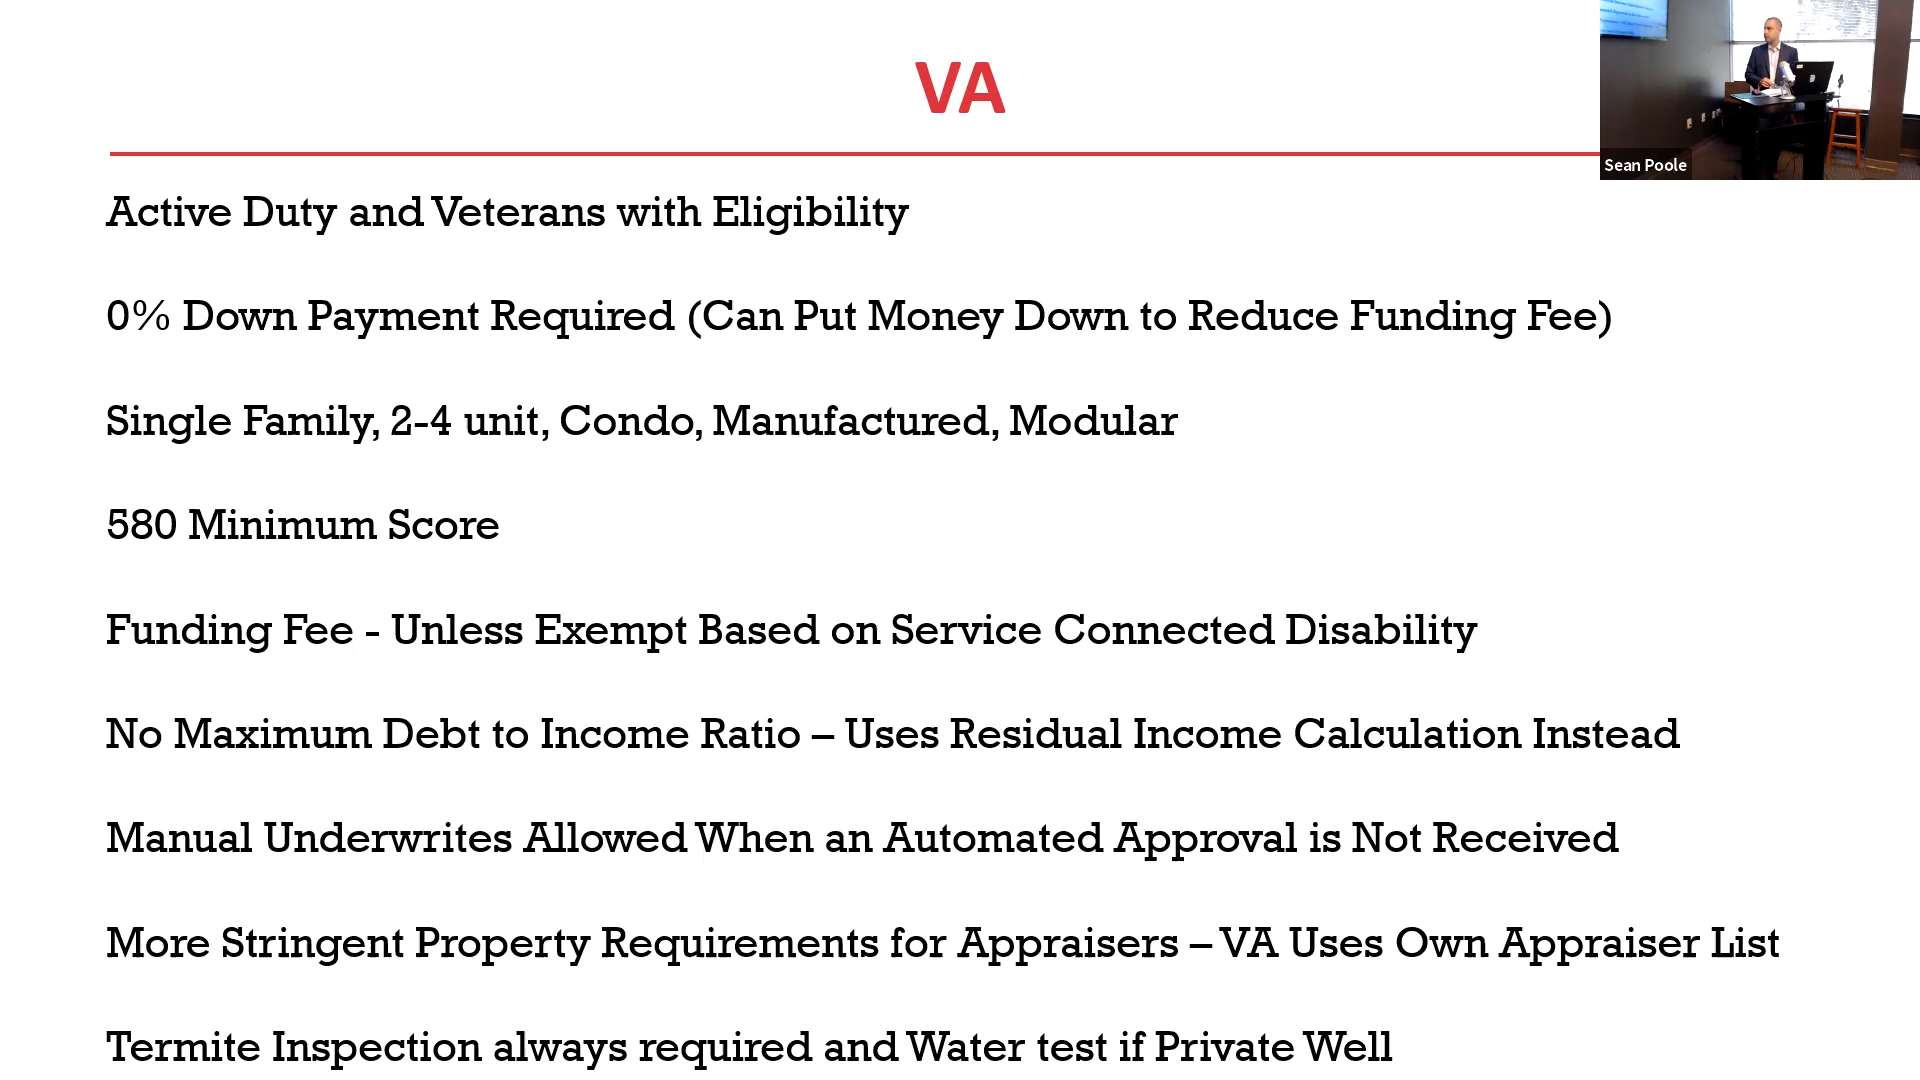 VA
Sean Poole
Active Duty and Veterans with Eligibility
0% Down Payment Required (Can Put Money Down to Reduce Funding Fee)
Single Family, 2-4 unit, Condo, Manufactured, Modular
580 Minimum Score
Funding Fee - Unless Exempt Based on Service Connected Disability
No Maximum Debt to Income Ratio – Uses Residual Income Calculation Instead
Manual Underwrites Allowed When an Automated Approval is Not Received
More Stringent Property Requirements for Appraisers – VA Uses Own Appraiser List
Termite Inspection always required and Water test if Private Well